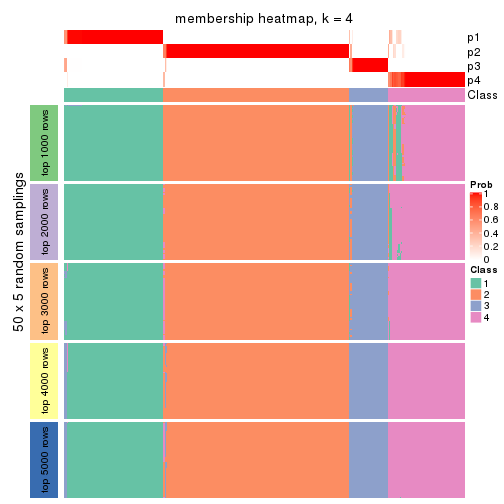 membership heatmap, k = 4
p1
p2
p3
p4
Class
50 x 5 random samplings
top 1000 rows
top 2000 rows
top 3000 rows
top 4000 rows
top 5000 rows
Prob
1
0.8
0.6
0.4
0.2
0
Class
1
2
3
4